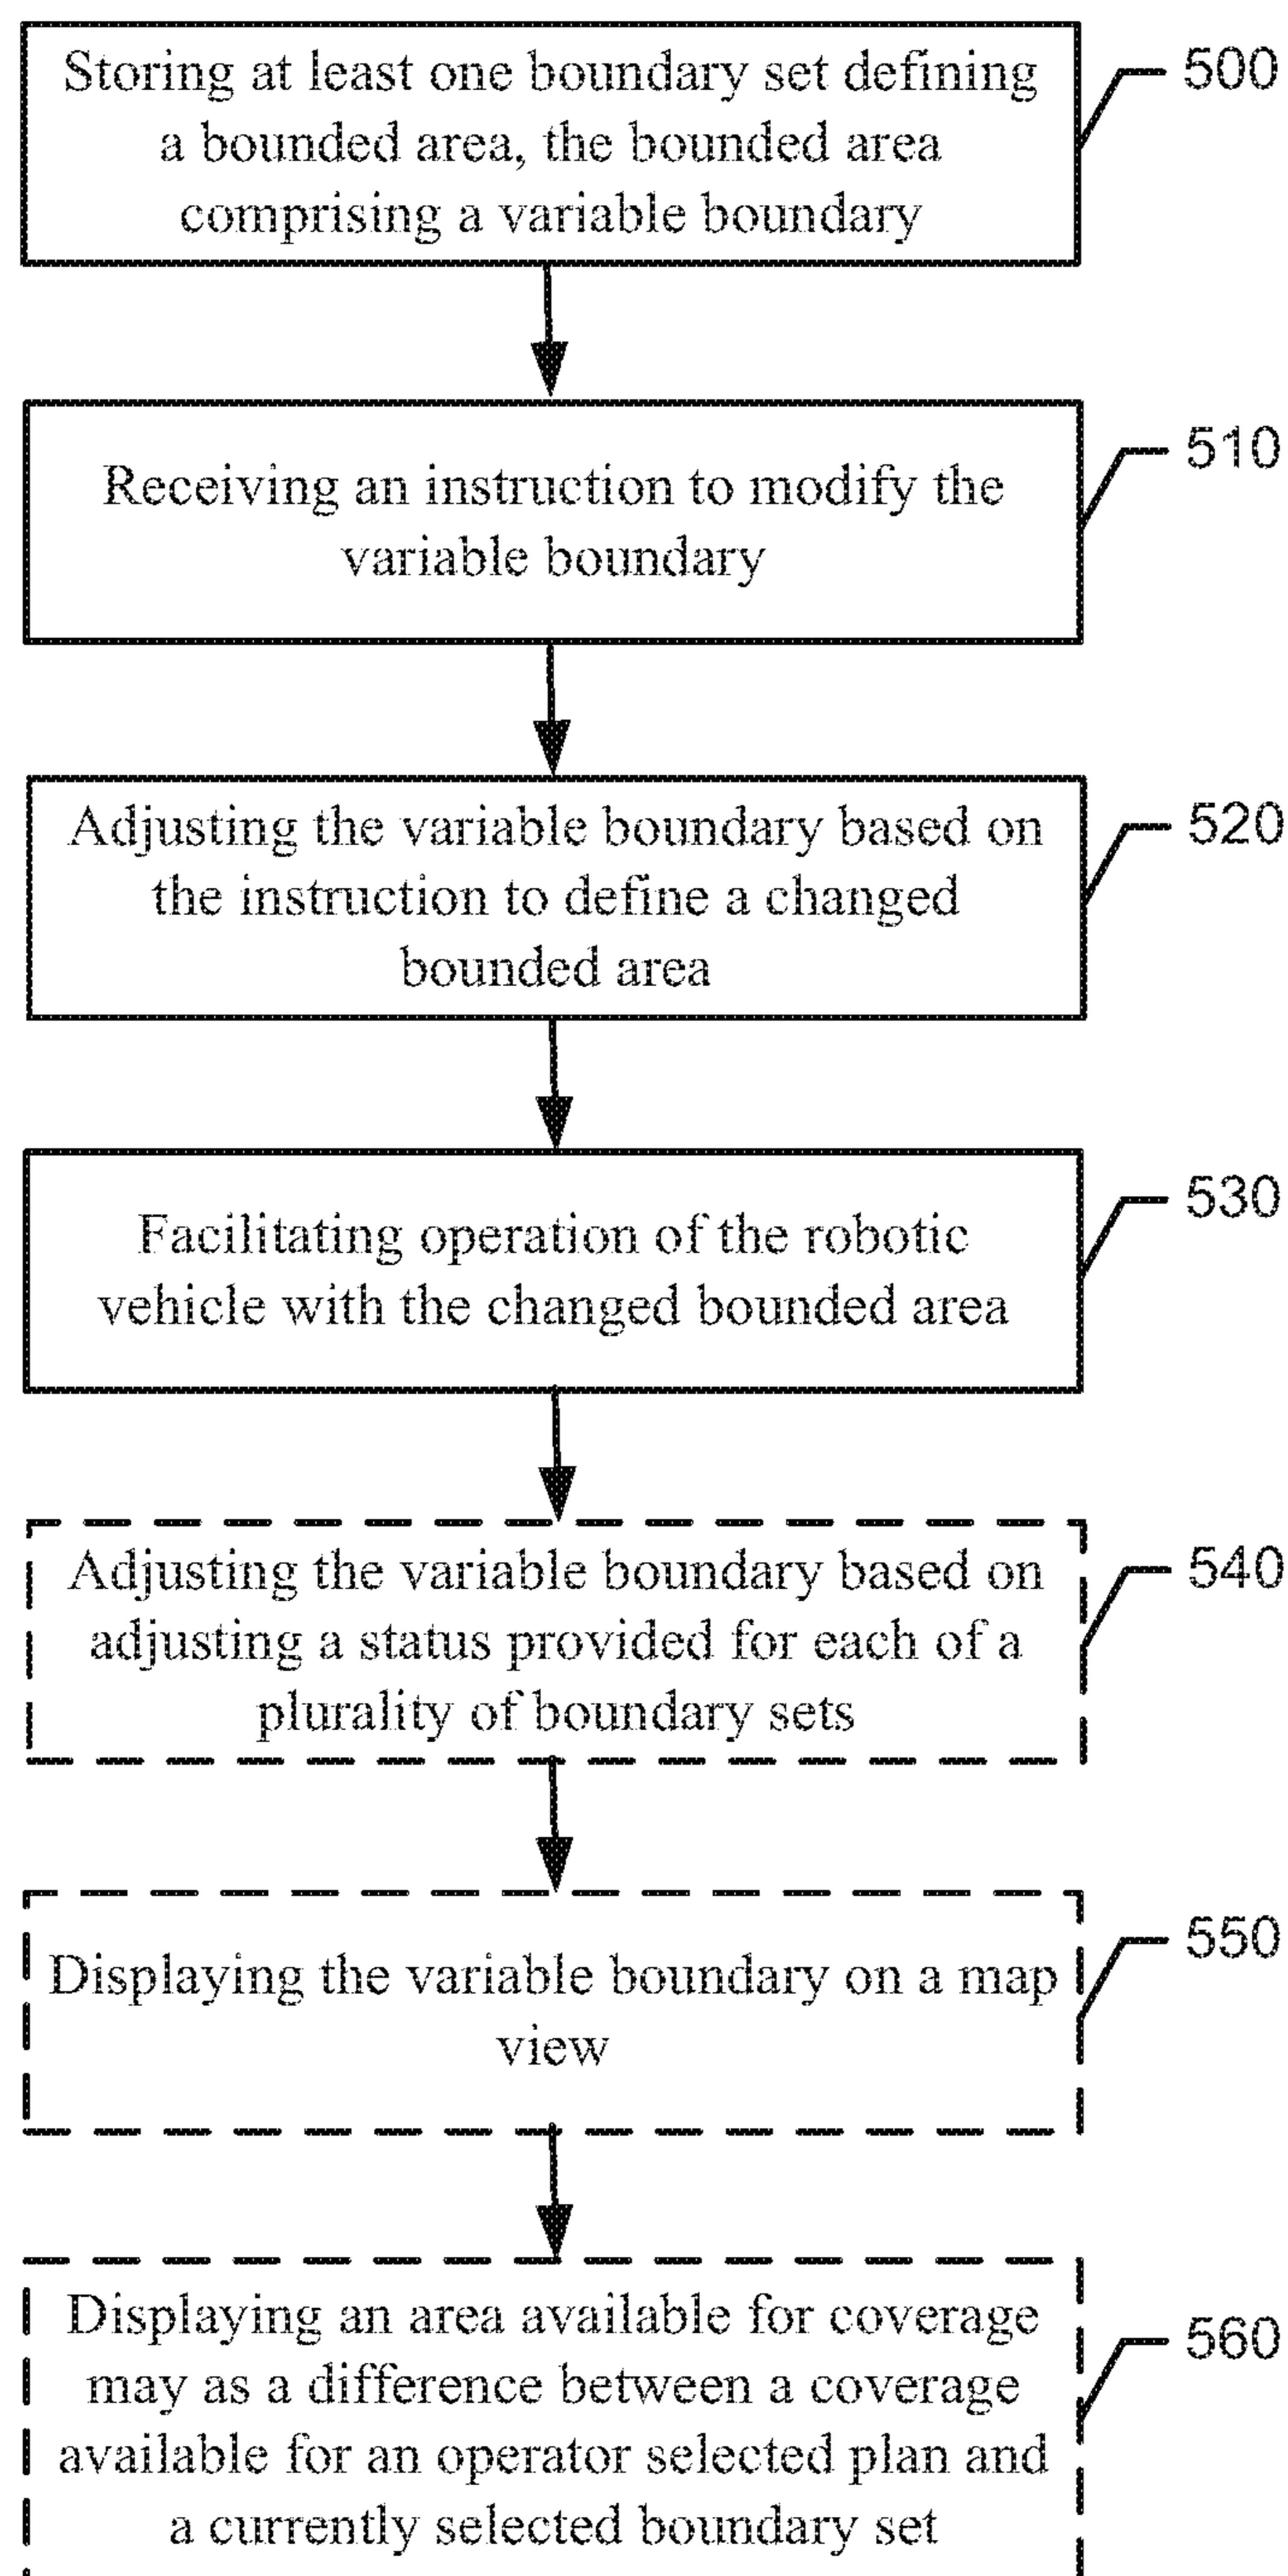 Storing at least one boundary set defining
a bounded area, the bounded area
comprising a variable boundary
500
Receiving an instruction to modify the
variable boundary
510
Adjusting the variable boundary based on
the instruction to define a changed
bounded area
520
Facilitating operation of the robotic
vehicle with the changed bounded area
530
Adjusting the variable boundary based on
adjusting a status provided for each of a
plurality of boundary sets
540
Displaying the variable boundary on a map
view
550
Displaying an area available for coverage
may as a difference between a coverage
available for an operator selected plan and
a currently selected boundary set
560